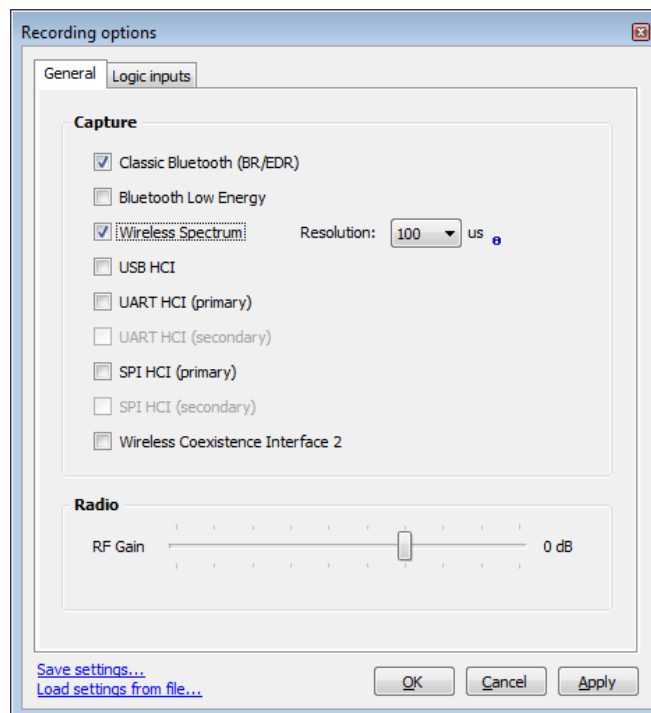 Recording options
General
Logic inputs
Capture
Classic Bluetooth (BR/EDR)
Bluetooth Low Energy
Wireless Spectrum Resolution: 100 us
USB HCI
UART HCI (primary)
UART HCI (secondary)
SPI HCI (primary)
SPI HCI (secondary)
Wireless Coexistence Interface 2
Radio
RF Gain 0 dB
Save settings...
Load settings from file...
OK Cancel Apply